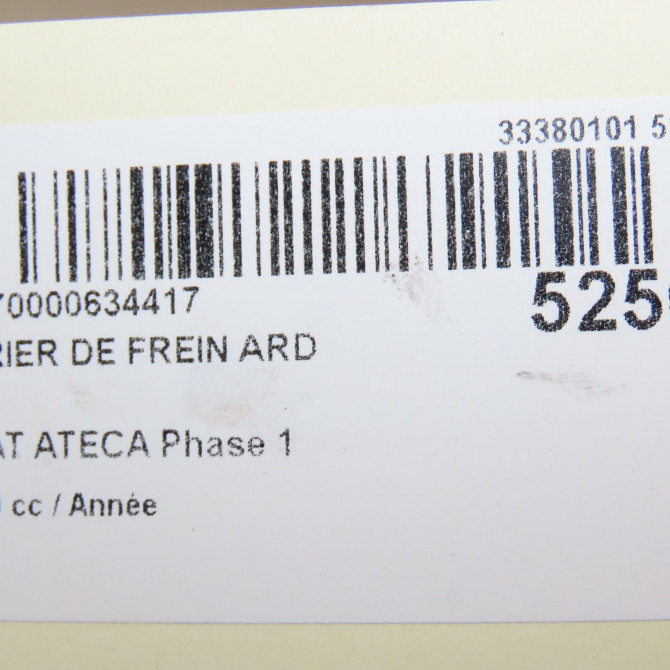 33380101 5
70000634417
525
RIER DE FREIN ARD
AT ATECA Phase 1
cc / Année